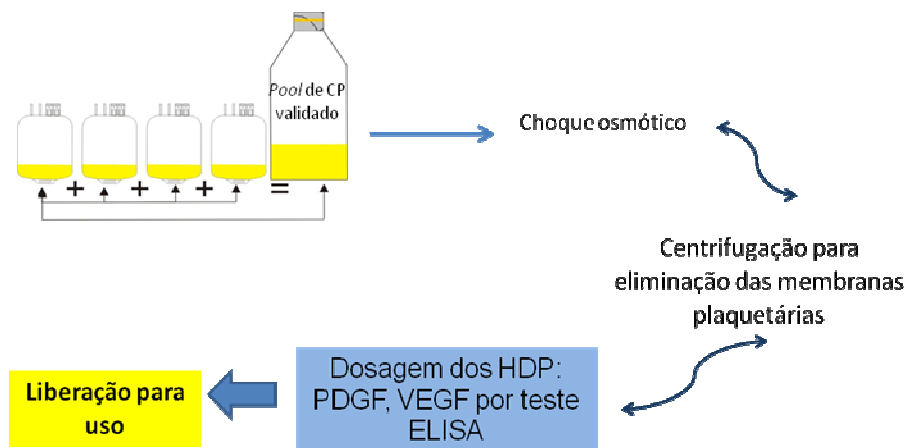 Pool de CP
validado
+ + + + =
Choque osmótico
Centrifugação para
eliminação das membranas
plaquetárias
Dosagem dos HDP:
PDGF, VEGF por teste
ELISA
Liberação para
uso